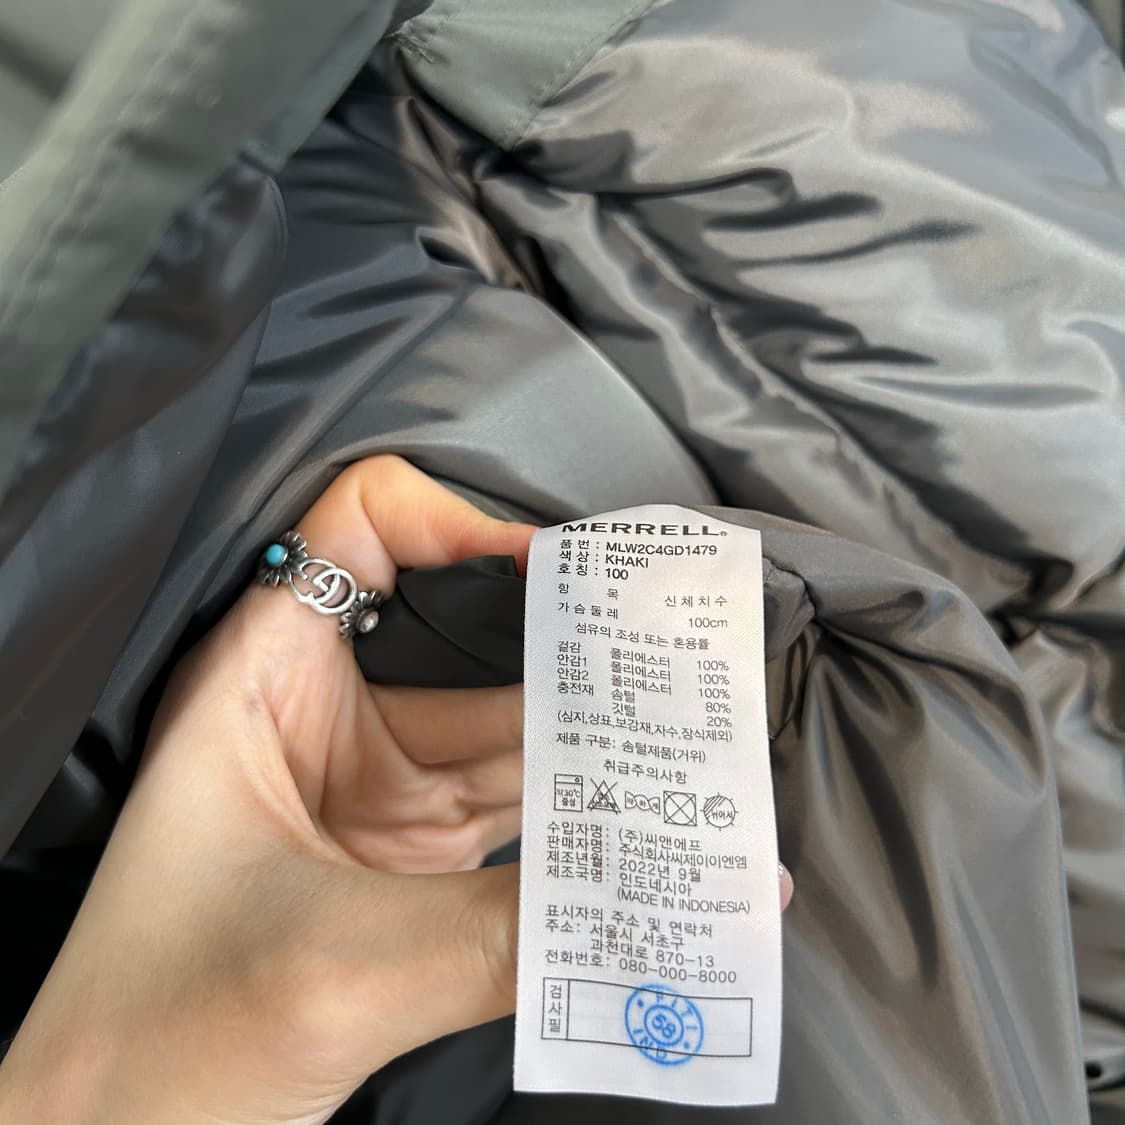 MERRELL®
品 번 : MLW2C4GD1479
색 상 : KHAKI
호 칭 : 100
항 목 신체치수
가슴둘레 100cm
섬유의 조성 또는 혼용률
겉감 폴리에스터 100%
안감1 폴리에스터 100%
안감2 폴리에스터 100%
충전재 솜털 80%
깃털 20%
(심지,상표,보강재,자수,장식제외)
제품 구분: 솜털제품(거위)
취급주의사항
약30℃
중성
수입자명: (주)씨앤에프
판매자명: 주식회사씨제이이엔엠
제조년월: 2022년 9월
제조국명: 인도네시아
(MADE IN INDONESIA)
표시자의 주소 및 연락처
주소: 서울시 서초구
과천대로 870-13
전화번호: 080-000-8000
검사필
FITI
58
IND